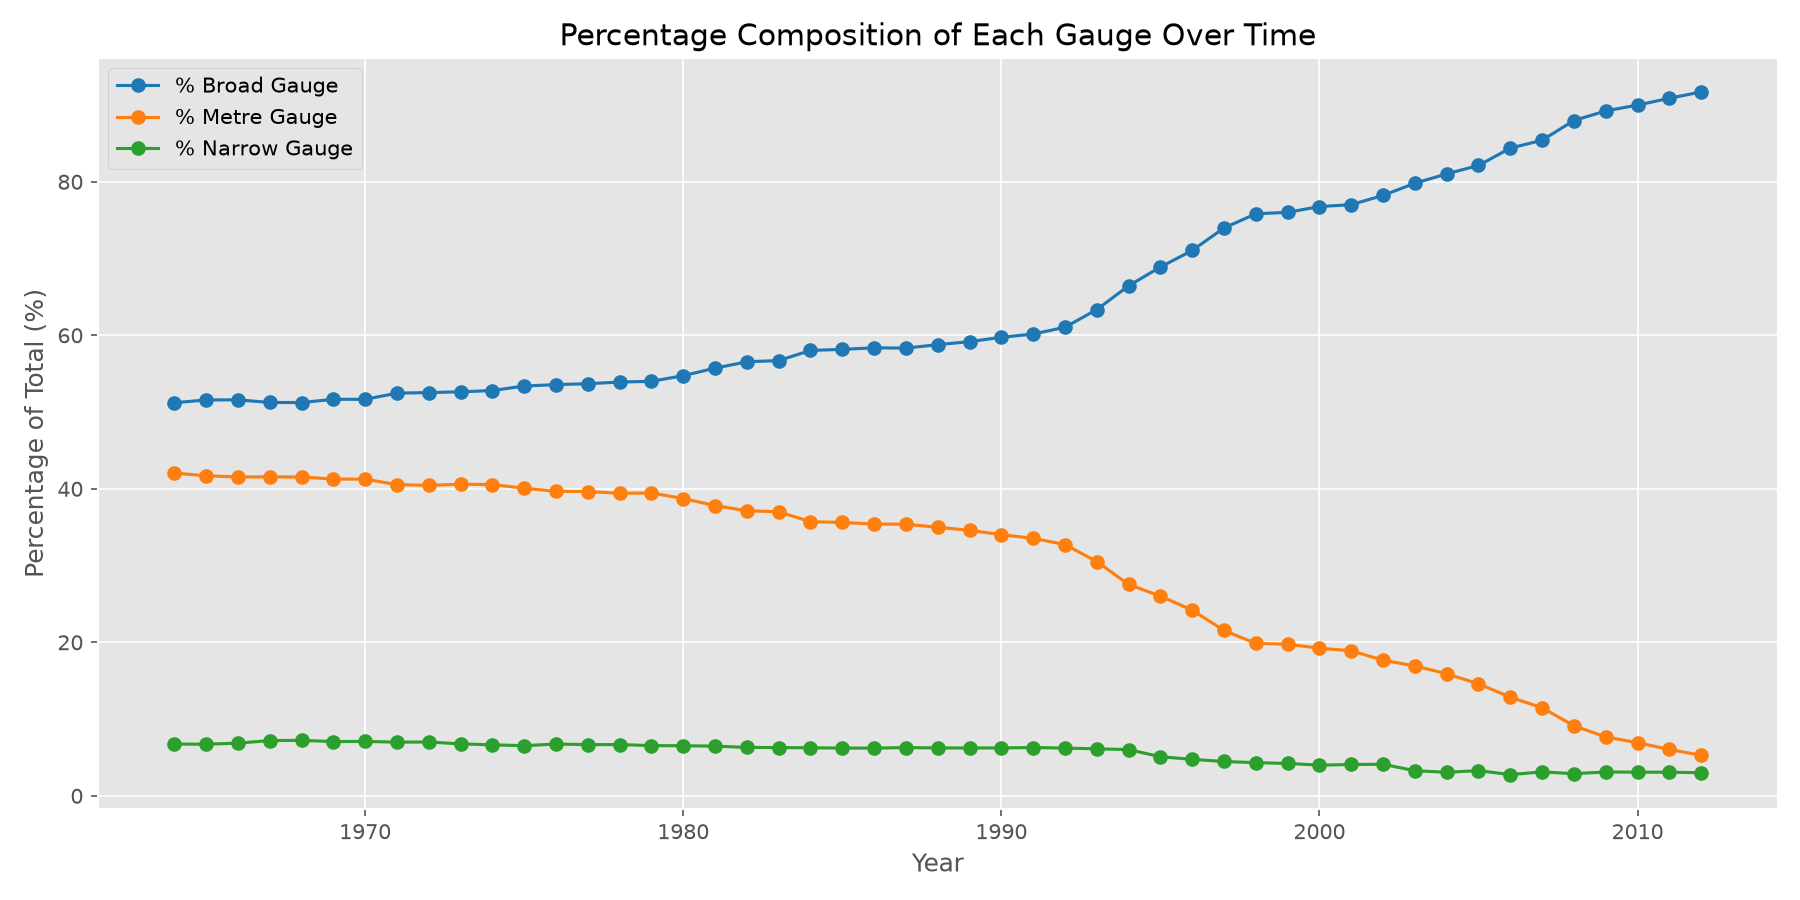 Percentage Composition of Each Gauge Over Time
% Broad Gauge
% Metre Gauge
% Narrow Gauge
Percentage of Total (%)
80
60
40
20
0
1970 1980 1990 2000 2010
Year